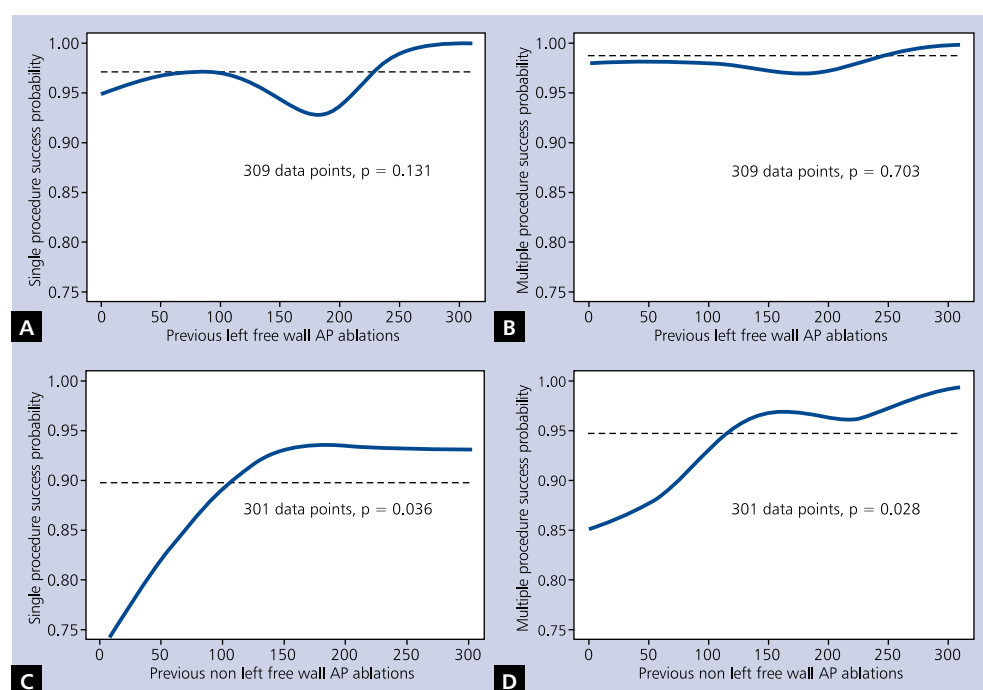 Single procedure success probability
1.00
0.95
0.90
0.85
0.80
0.75
309 data points, p = 0.131
0 50 100 150 200 250 300
Previous left free wall AP ablations
A
Multiple procedure success probability
1.00
0.95
0.90
0.85
0.80
0.75
309 data points, p = 0.703
0 50 100 150 200 250 300
Previous left free wall AP ablations
B
Single procedure success probability
1.00
0.95
0.90
0.85
0.80
0.75
301 data points, p = 0.036
0 50 100 150 200 250 300
Previous non left free wall AP ablations
C
Multiple procedure success probability
1.00
0.95
0.90
0.85
0.80
0.75
301 data points, p = 0.028
0 50 100 150 200 250 300
Previous non left free wall AP ablations
D